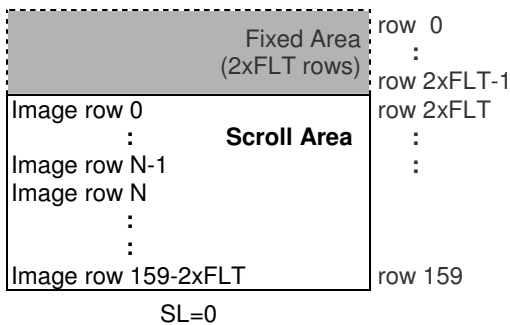 Fixed Area
(2xFLT rows)
row 0
:
row 2xFLT-1
Image row 0
row 2xFLT
:
Scroll Area
:
Image row N-1
:
Image row N
:
:
Image row 159-2xFLT
row 159
SL=0